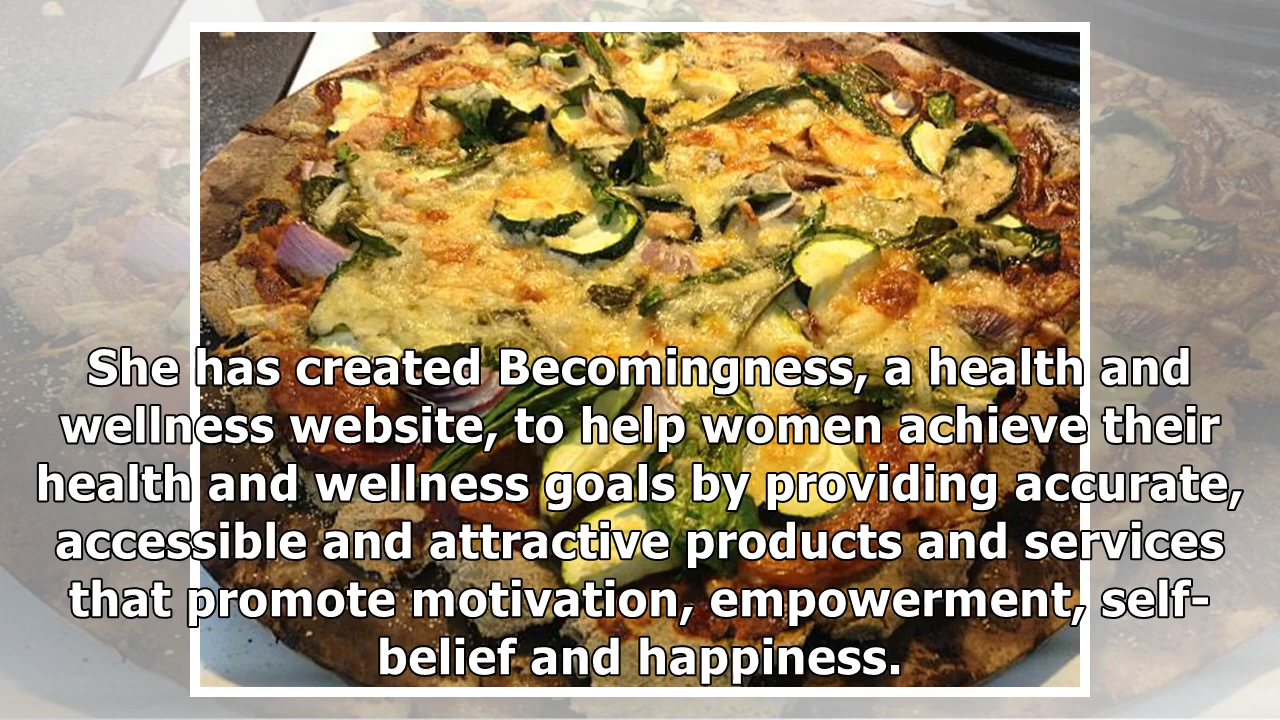 She has created Becomingness, a health and
wellness website, to help women achieve their
health and wellness goals by providing accurate,
accessible and attractive products and services
that promote motivation, empowerment, self-
belief and happiness.